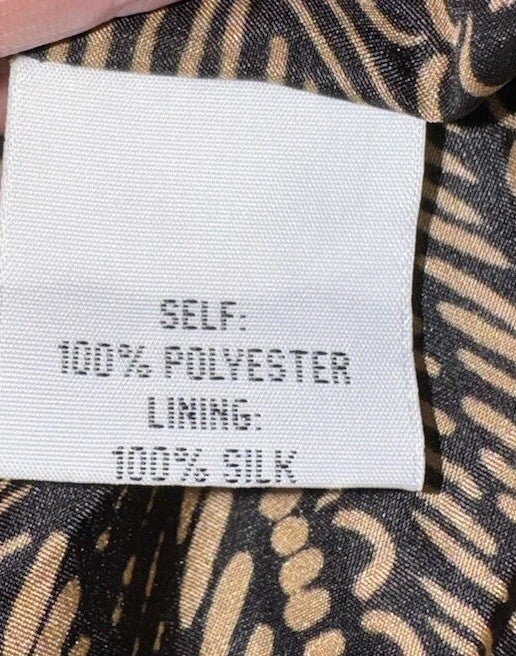 SELF:
100% POLYESTER
LINING:
100% SILK